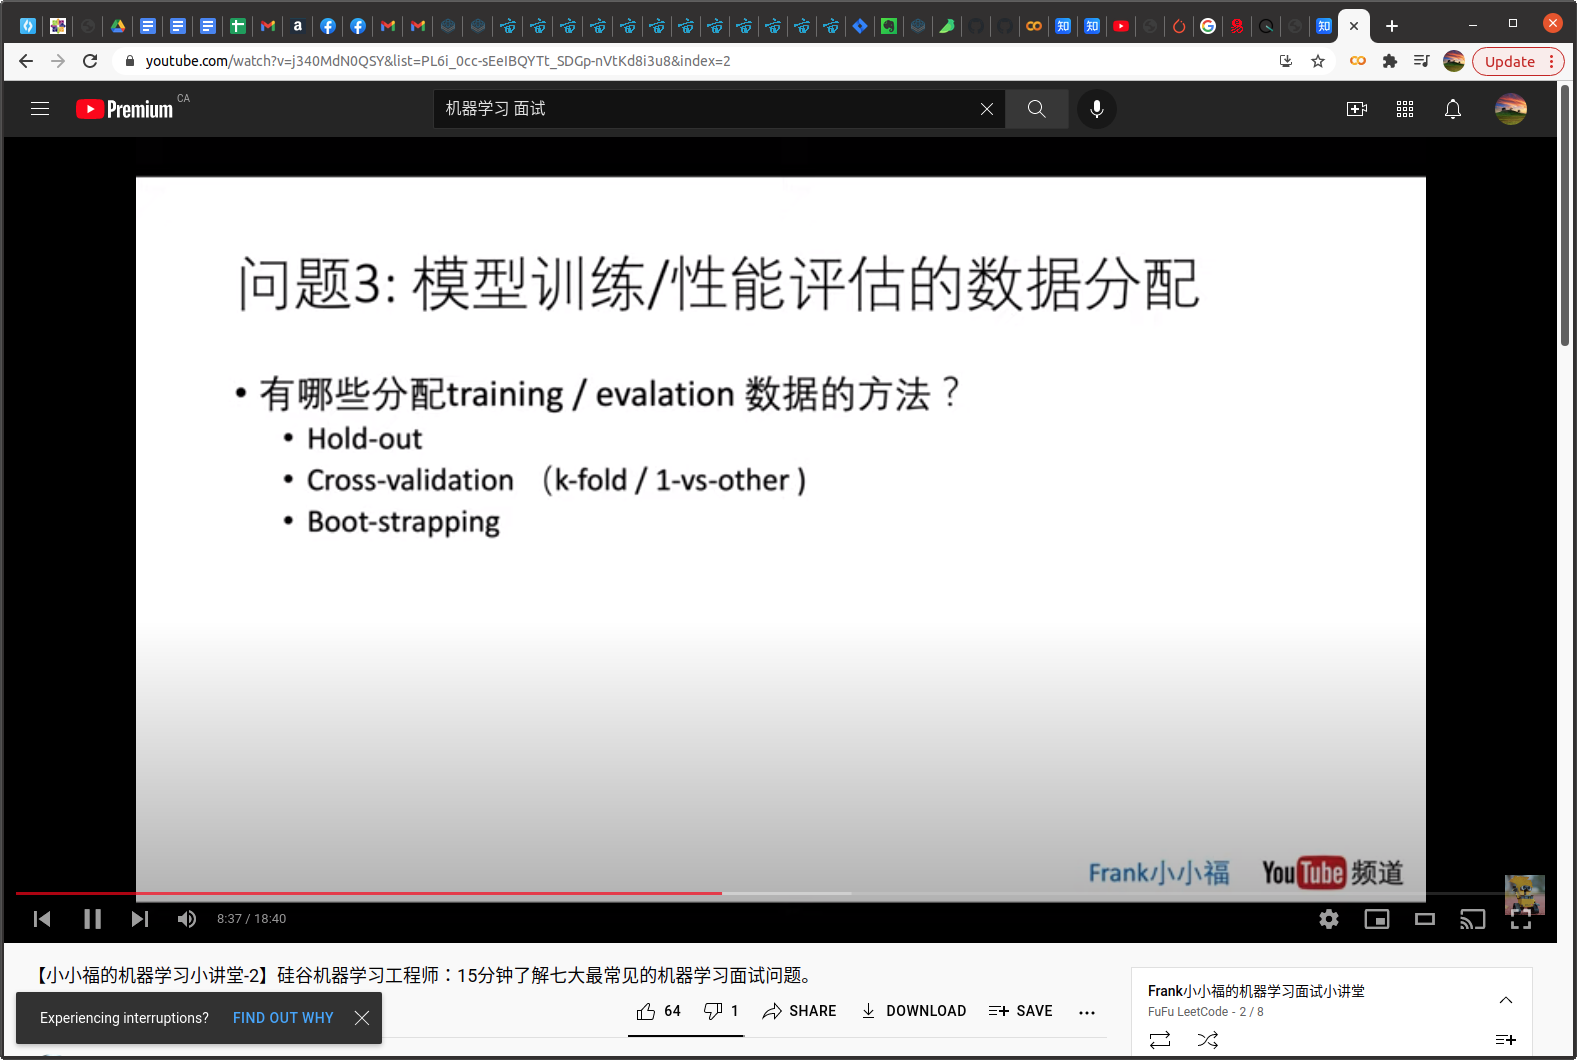 youtube.com/watch?v=j340MdN0QSY&list=PL6i_0cc-sEeIBQYTt_SDGp-nVtKd8i3u8&index=2
Update
Premium CA
机器学习 面试
问题3: 模型训练/性能评估的数据分配
• 有哪些分配training / evalation 数据的方法？
• Hold-out
• Cross-validation （k-fold / 1-vs-other )
• Boot-strapping
Frank小小福 YouTube 频道
8:37 / 18:40
【小小福的机器学习小讲堂-2】硅谷机器学习工程师：15分钟了解七大最常见的机器学习面试问题。
Experiencing interruptions? FIND OUT WHY
64 1 SHARE DOWNLOAD SAVE
Frank小小福的机器学习面试小讲堂
FuFu LeetCode - 2 / 8